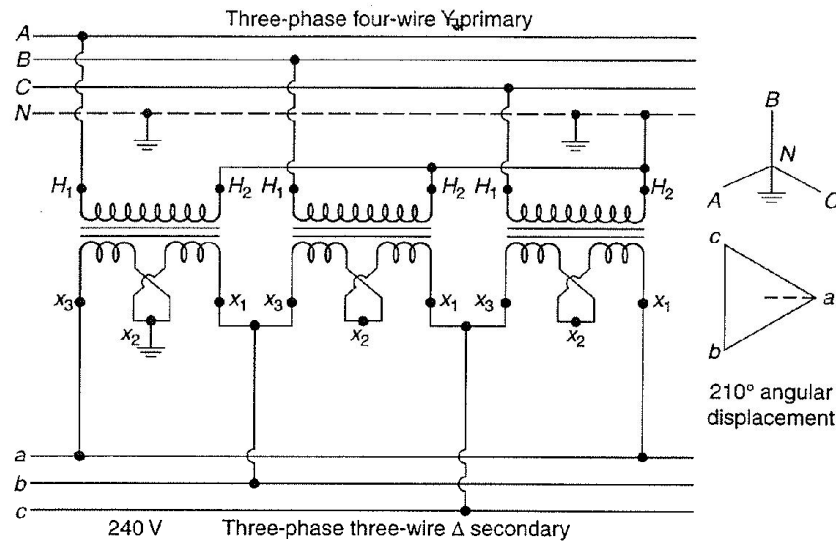 Three-phase four-wire Y primary
A
B
C
N
H₁ H₂ H₁ H₂ H₁ H₂
x₃ x₁ x₃ x₁ x₃ x₁
x₂ x₂ x₂
a
b
c
240 V Three-phase three-wire Δ secondary
B
N
A C
c
a
b
210° angular
displacement